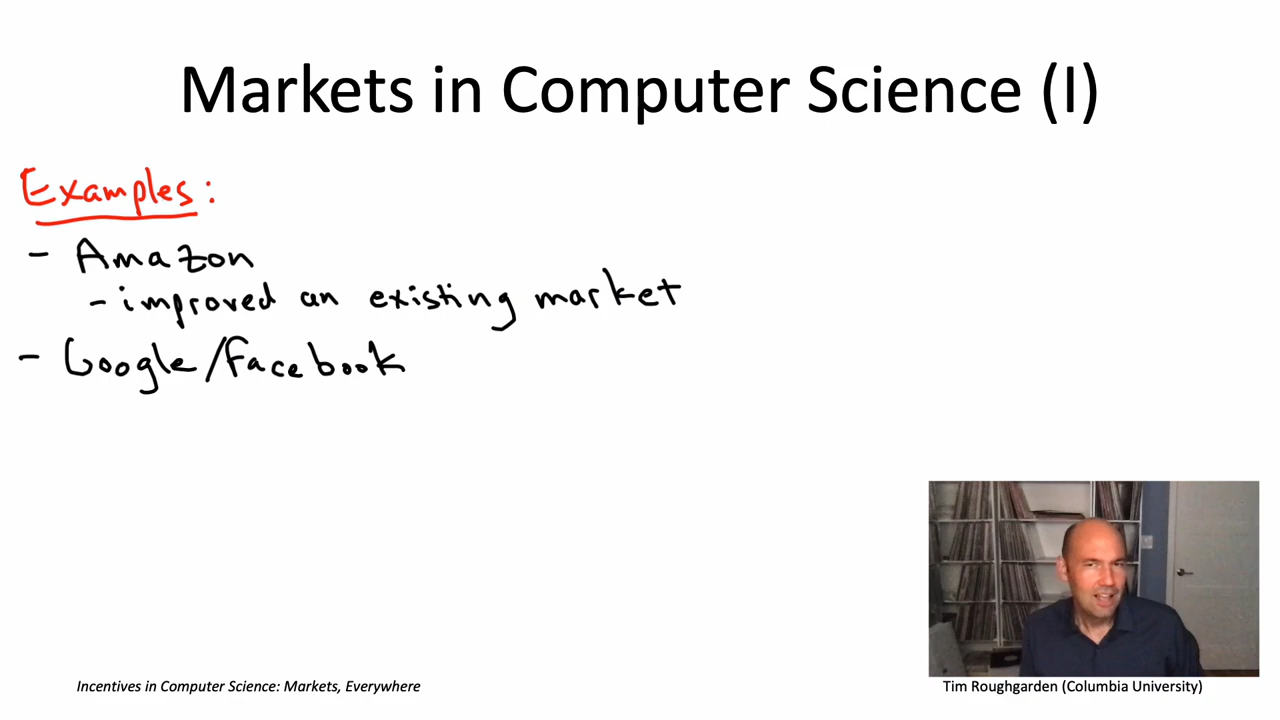 Markets in Computer Science (I)
Examples:
- Amazon
- improved an existing market
- Google/Facebook
Incentives in Computer Science: Markets, Everywhere
Tim Roughgarden (Columbia University)